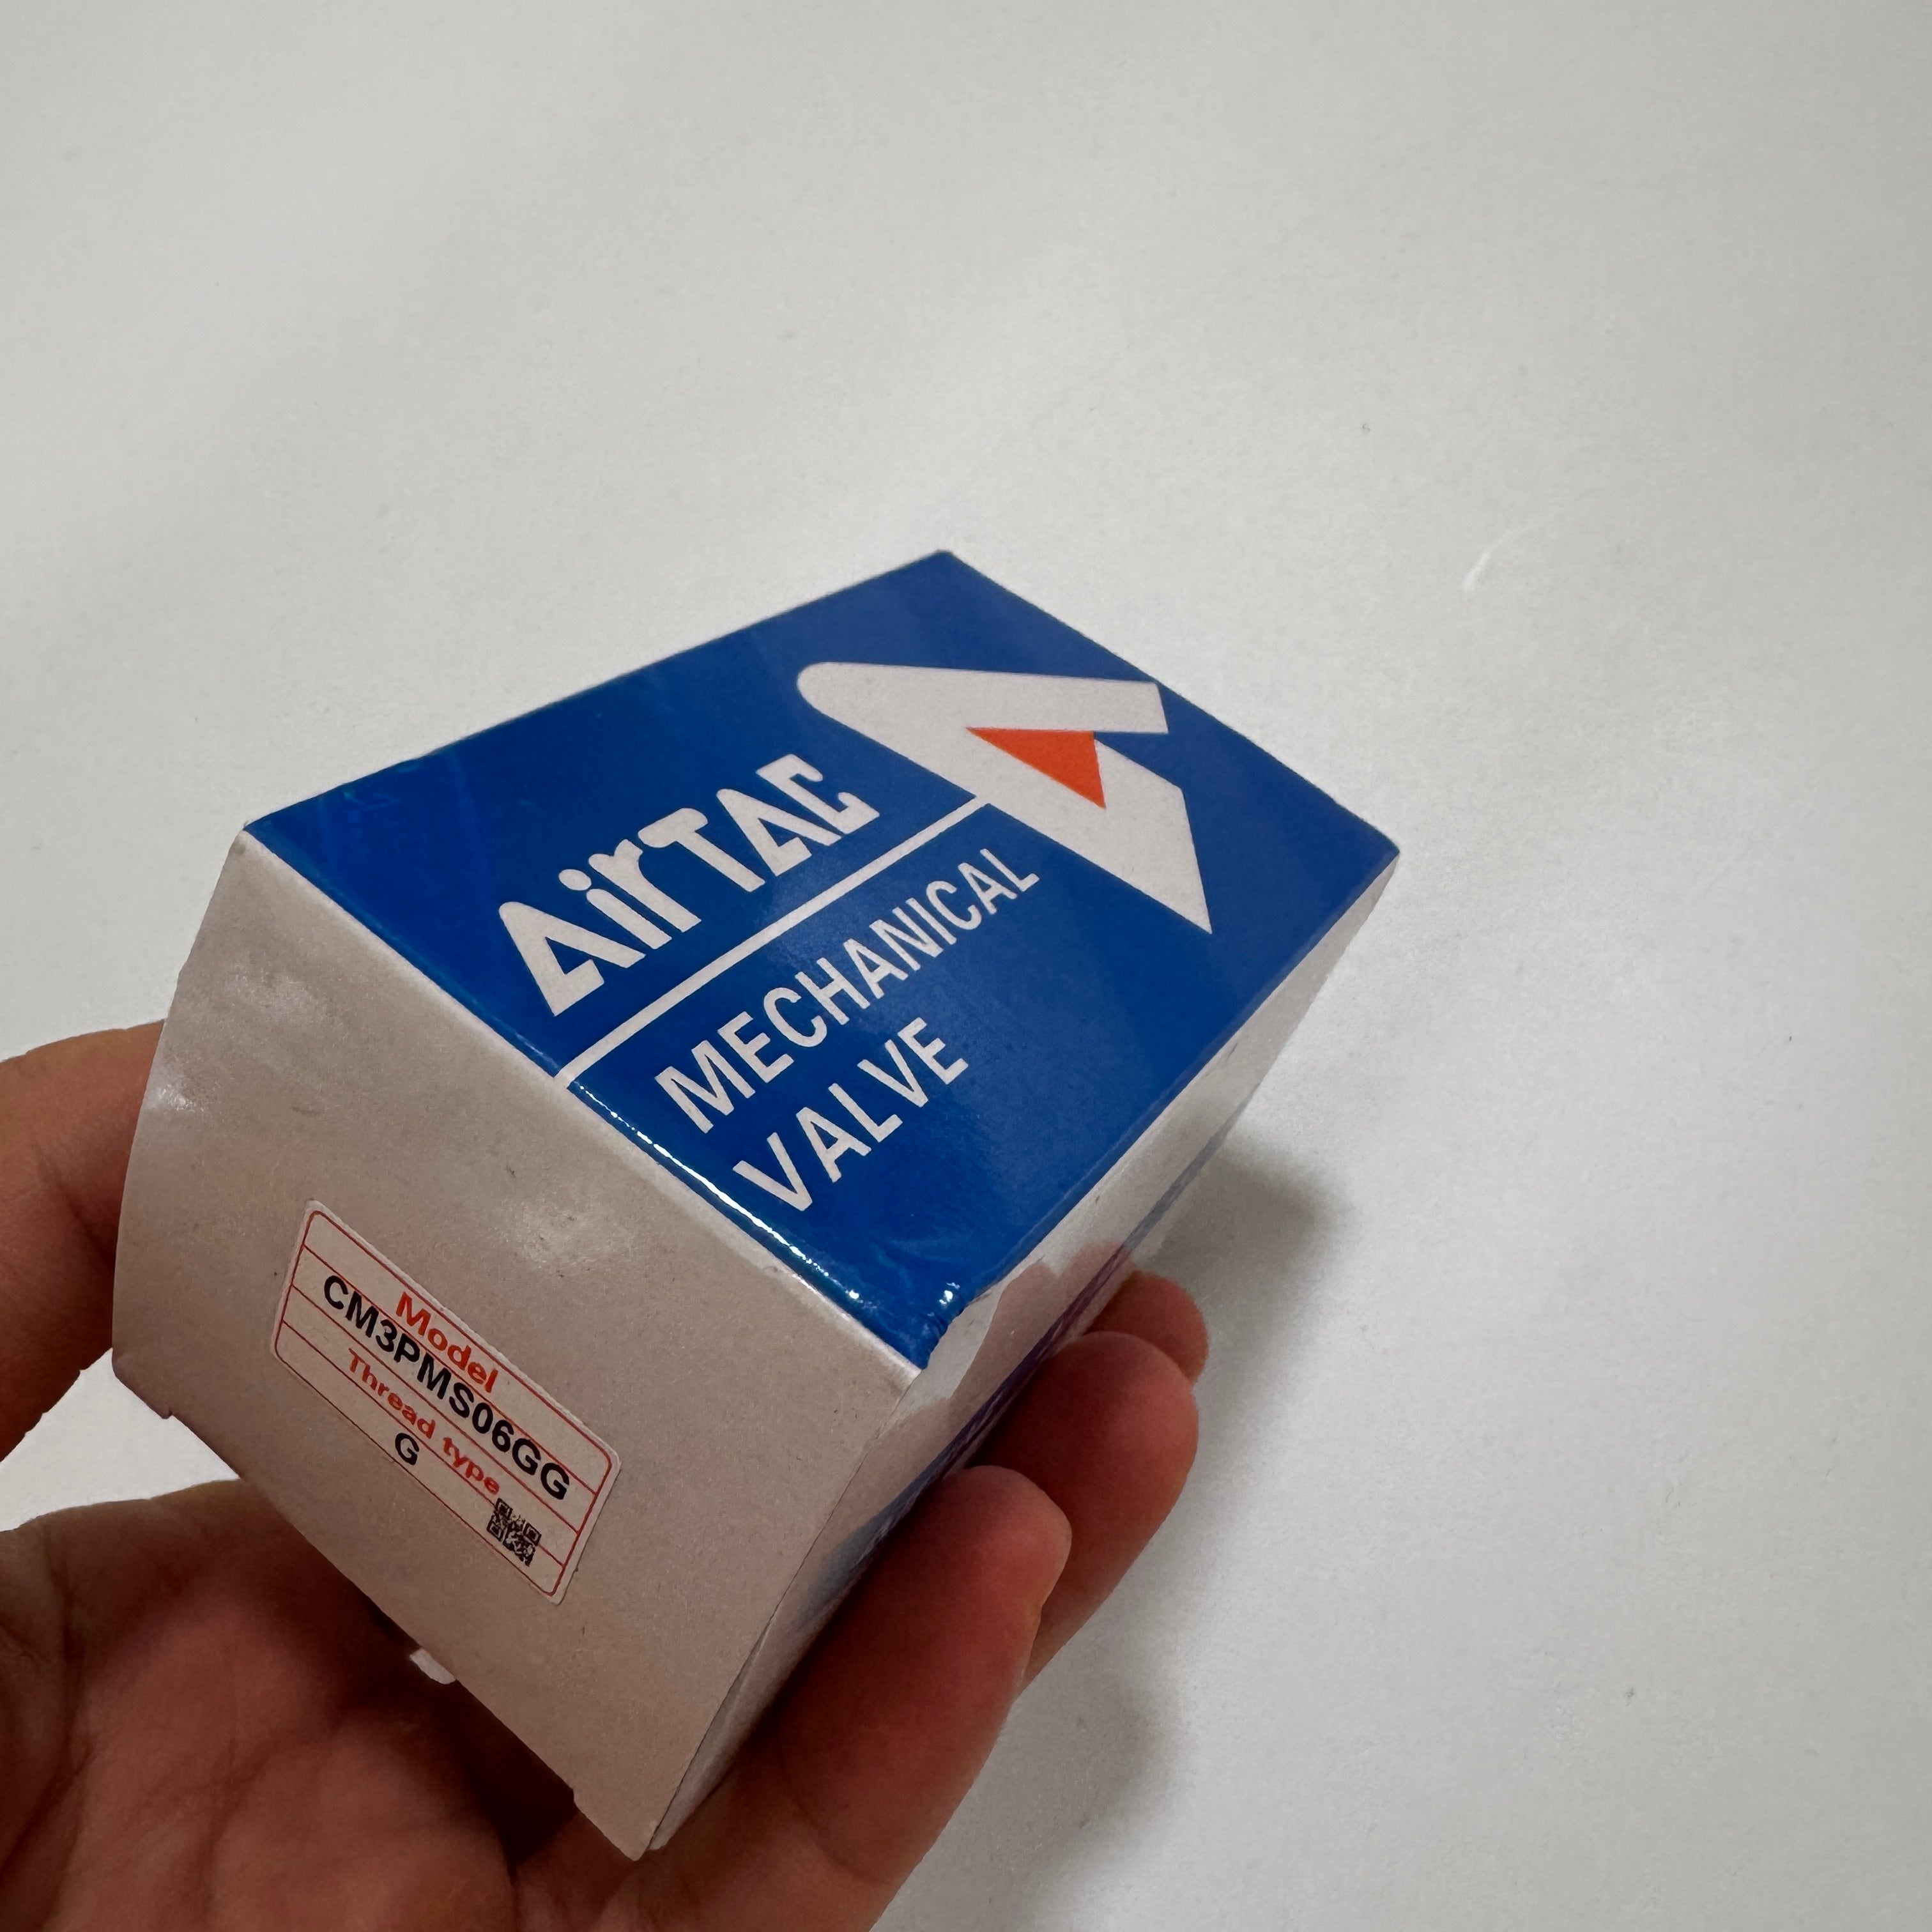 AirTAC
MECHANICAL
VALVE
Model
CM3PMS06GG
Thread type
G